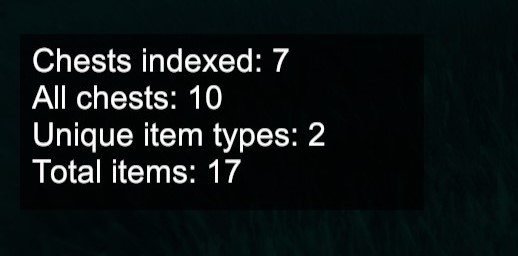 Chests indexed: 7
All chests: 10
Unique item types: 2
Total items: 17